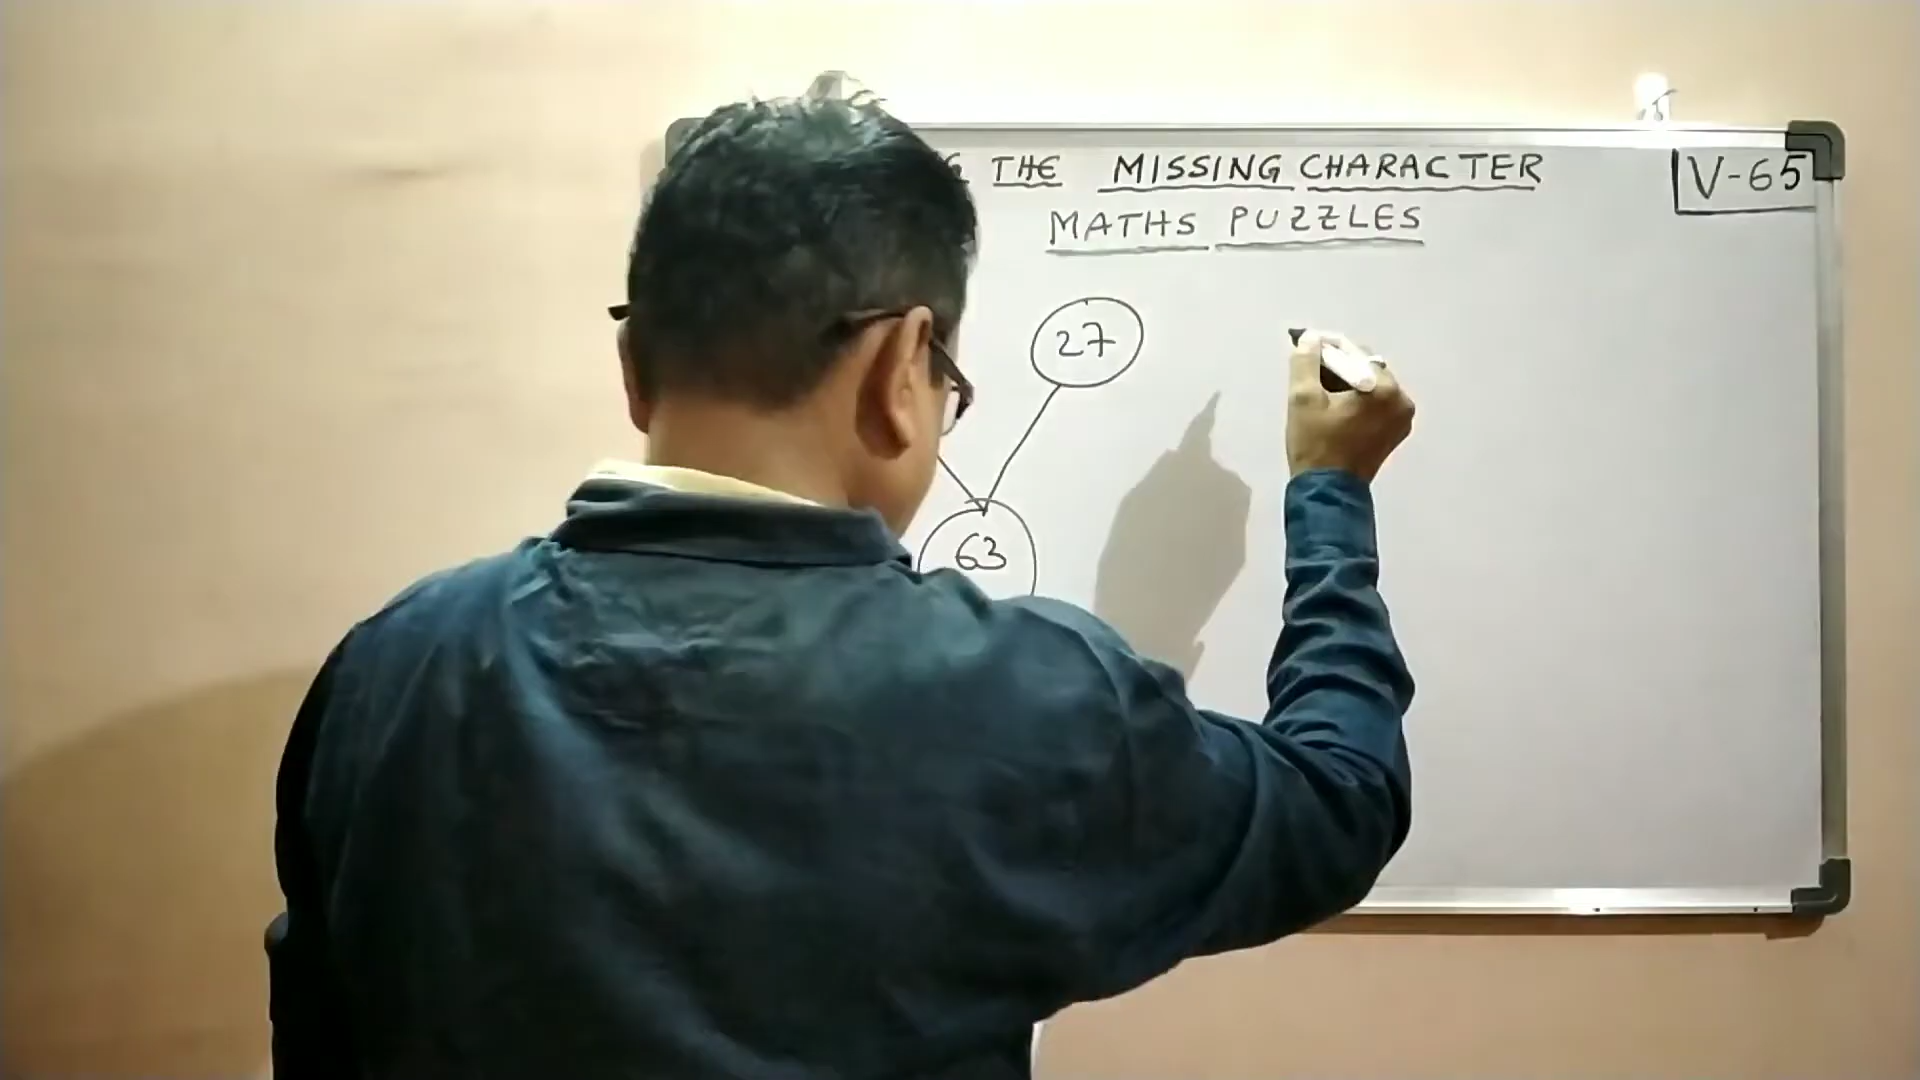 THE MISSING CHARACTER
V-65
MATHS PUZZLES
27
63